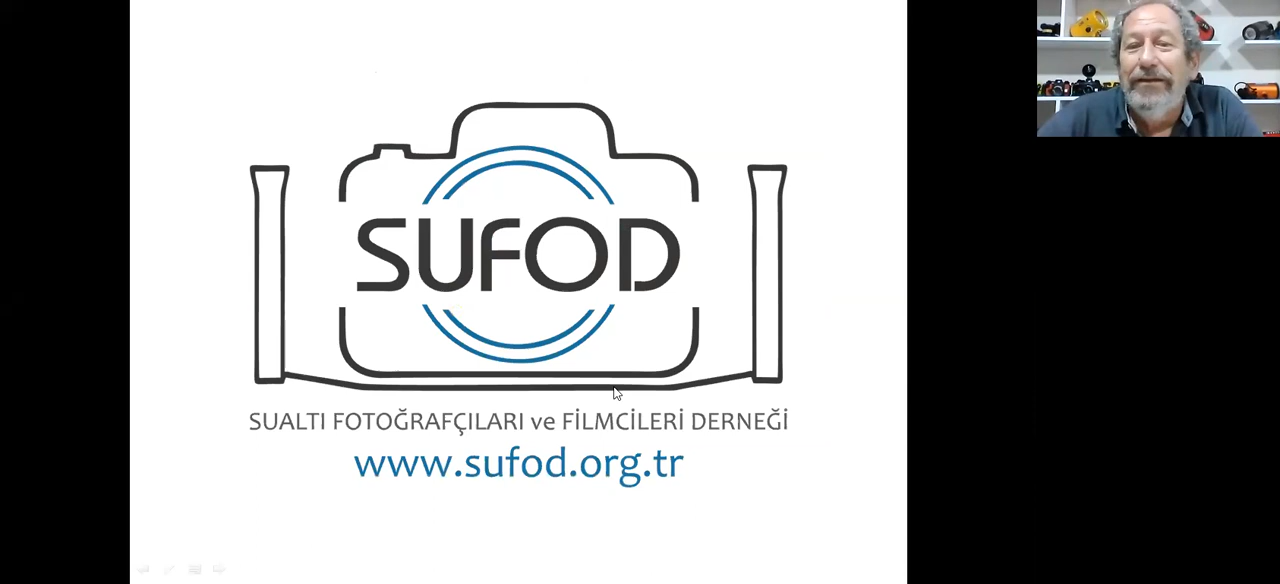 SUFOD
SUALTI FOTOĞRAFÇILARI ve FİLMCİLERİ DERNEĞİ
www.sufod.org.tr